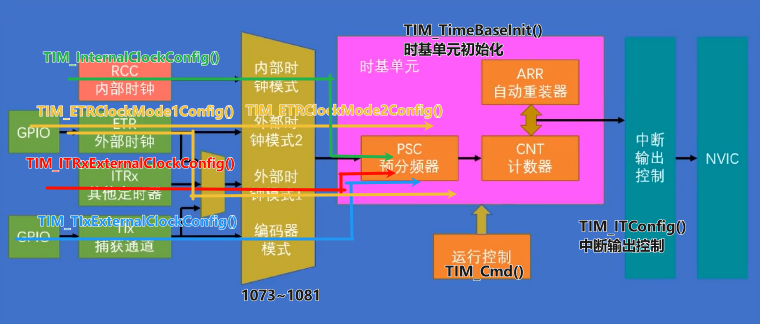 TIM_TimeBaseInit()
时基单元初始化
TIM_InternalClockConfig()
RCC
内部时钟
内部时
钟模式
时基单元
ARR
自动重装器
TIM_ETRClockMode1Config()
TIM_ETRClockMode2Config()
GPIO
ETR
外部时钟
外部时
钟模式2
PSC
预分频器
CNT
计数器
中断
输出
控制
NVIC
TIM_ITRxExternalClockConfig()
ITRx
其他定时器
外部时
钟模式1
TIM_TIxExternalClockConfig()
GPIO
TIx
捕获通道
编码器
模式
运行控制
TIM_Cmd()
TIM_ITConfig()
中断输出控制
1073~1081